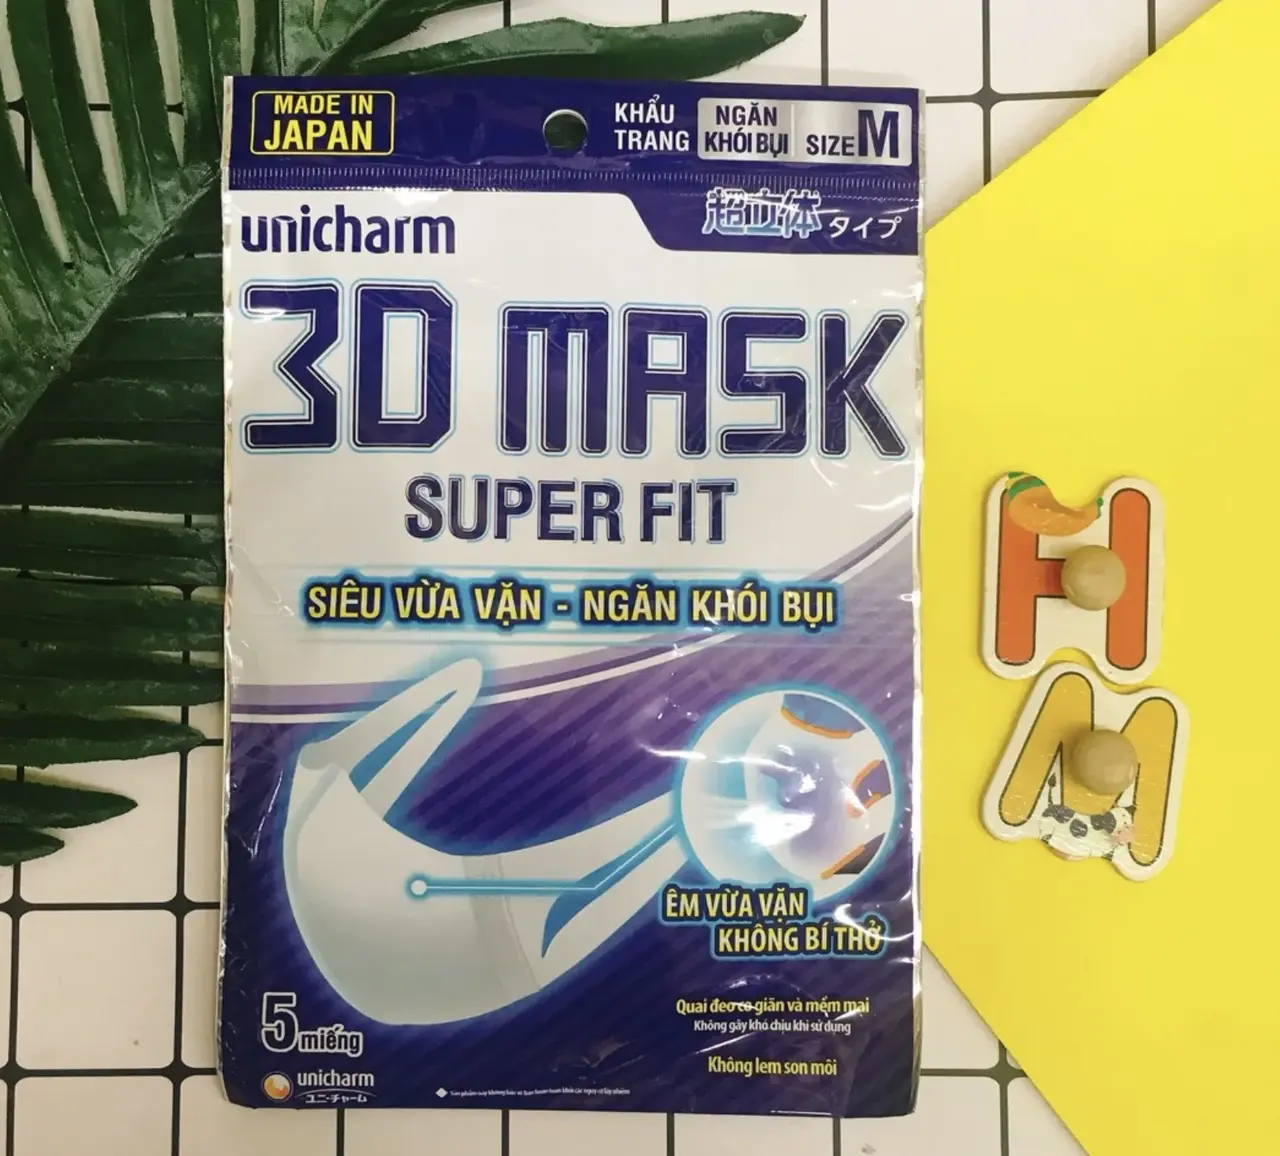 MADE IN
JAPAN
KHẨU
TRANG
NGĂN
KHÓI BỤI
SIZE M
unicharm
超立体 タイプ
3D MASK
SUPER FIT
SIÊU VỪA VẶN - NGĂN KHÓI BỤI
ÊM VỪA VẶN
KHÔNG BÍ THỞ
Quai đeo co giãn và mềm mại
Không gây khó chịu khi sử dụng
Không lem son môi
5 miếng
unicharm
ユニ・チャーム
H
M